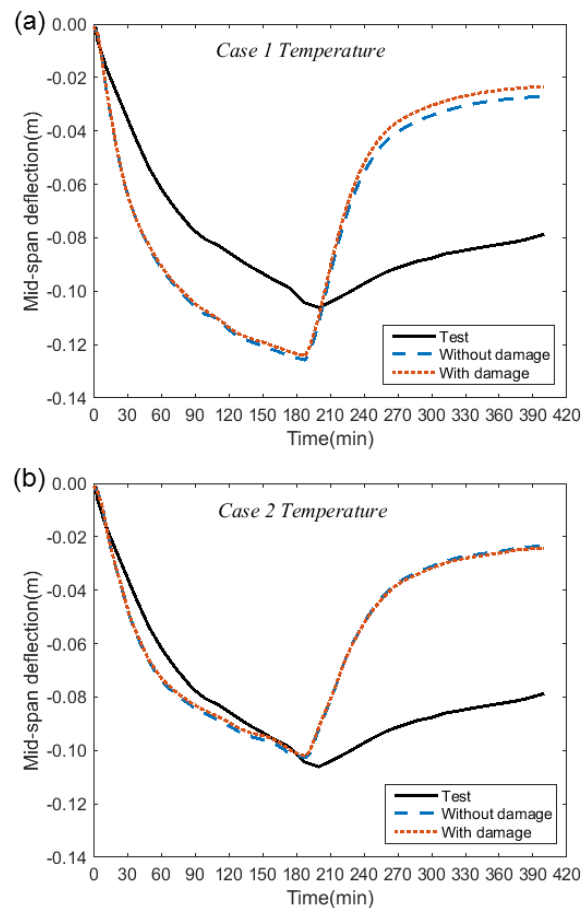 (a)
0.00
-0.02
-0.04
-0.06
-0.08
-0.10
-0.12
-0.14
Mid-span deflection(m)
Case 1 Temperature
Test
Without damage
With damage
0 30 60 90 120 150 180 210 240 270 300 330 360 390 420
Time(min)
(b)
0.00
-0.02
-0.04
-0.06
-0.08
-0.10
-0.12
-0.14
Mid-span deflection(m)
Case 2 Temperature
Test
Without damage
With damage
0 30 60 90 120 150 180 210 240 270 300 330 360 390 420
Time(min)